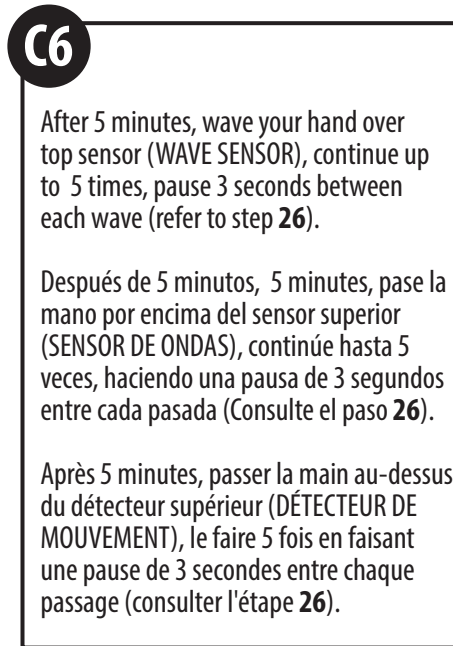 C6
After 5 minutes, wave your hand over
top sensor (WAVE SENSOR), continue up
to  5 times, pause 3 seconds between
each wave (refer to step 26).
Después de 5 minutos,  5 minutes, pase la
mano por encima del sensor superior
(SENSOR DE ONDAS), continúe hasta 5
veces, haciendo una pausa de 3 segundos
entre cada pasada (Consulte el paso 26).
Après 5 minutes, passer la main au-dessus
du détecteur supérieur (DÉTECTEUR DE
MOUVEMENT), le faire 5 fois en faisant
une pause de 3 secondes entre chaque
passage (consulter l'étape 26).